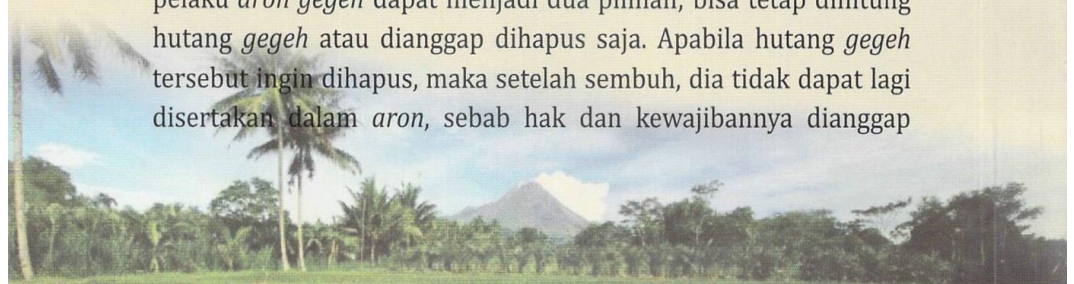 pelaku aron gegeh dapat menjadi dua pilihan, bisa tetap dihitung
hutang gegeh atau dianggap dihapus saja. Apabila hutang gegeh
tersebut ingin dihapus, maka setelah sembuh, dia tidak dapat lagi
disertakan dalam aron, sebab hak dan kewajibannya dianggap